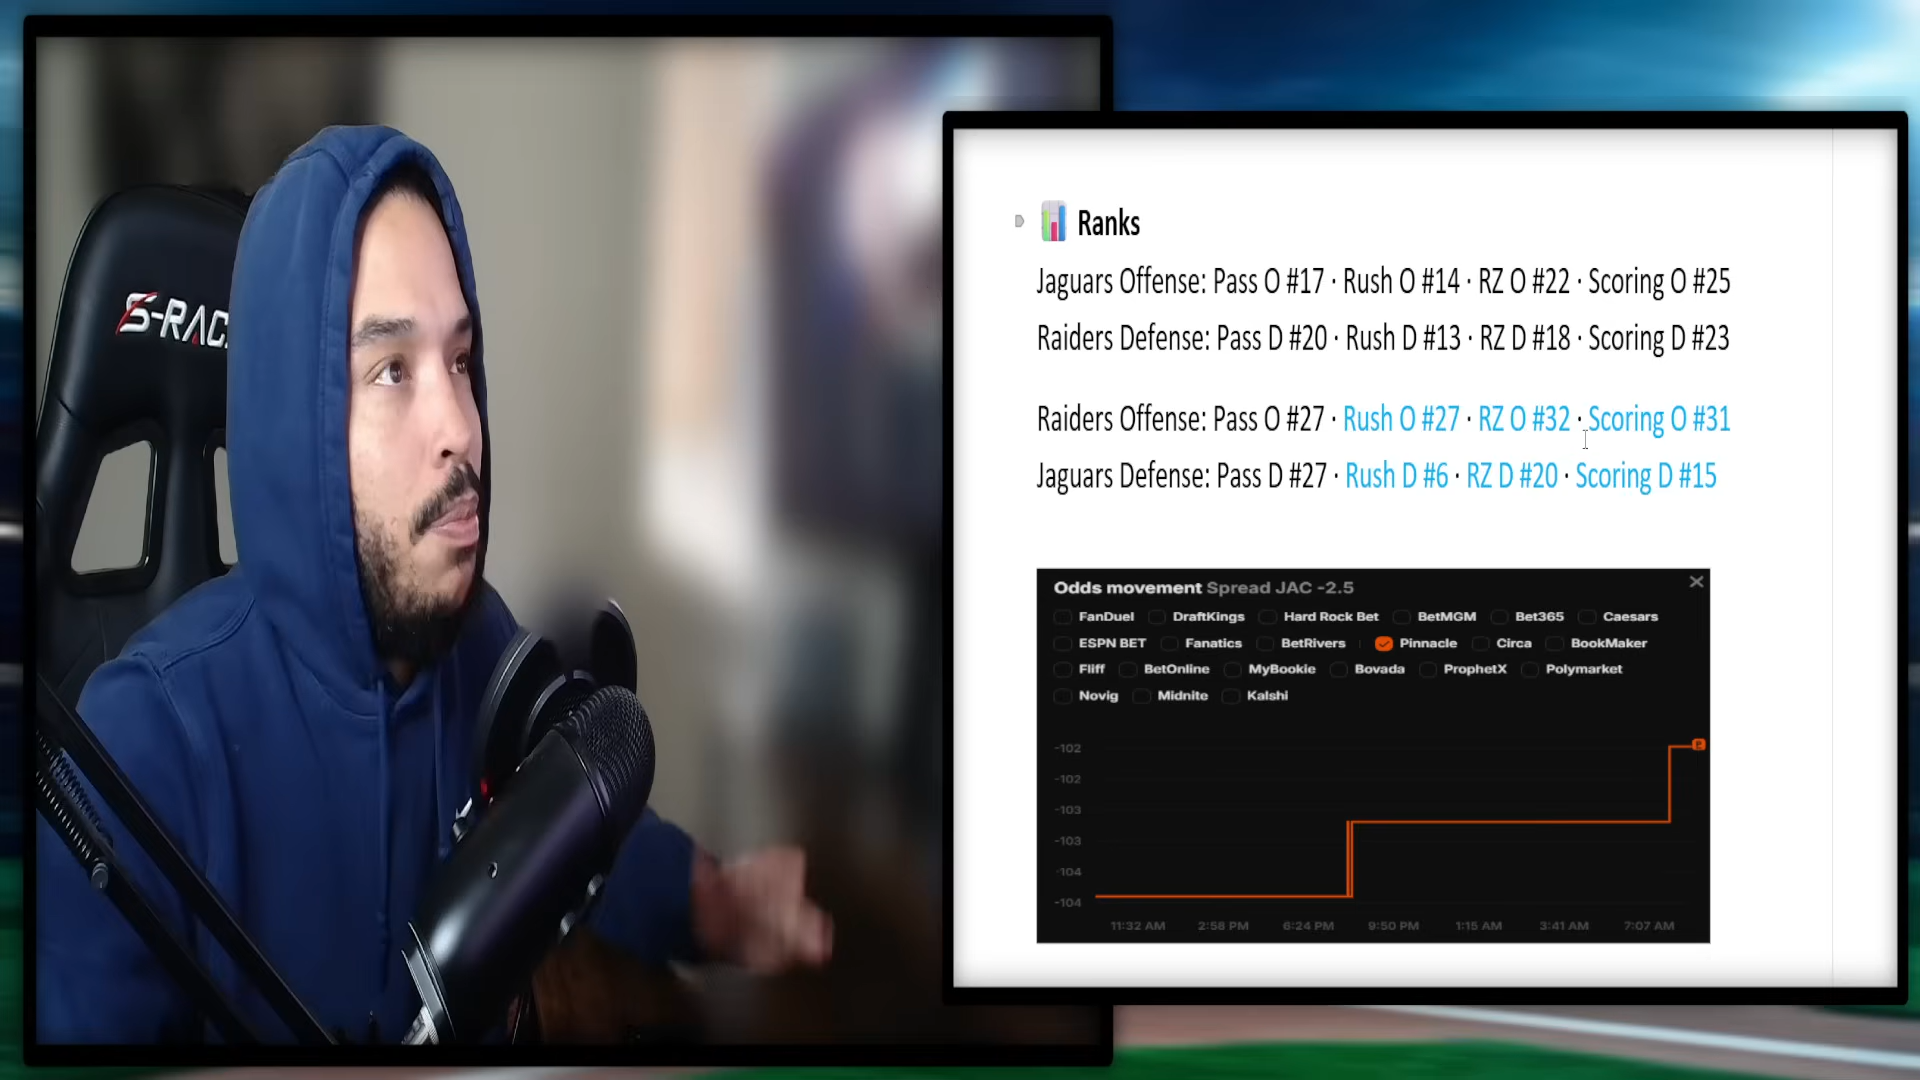 S-RAC
Ranks
Jaguars Offense: Pass O #17 · Rush O #14 · RZ O #22 · Scoring O #25
Raiders Defense: Pass D #20 · Rush D #13 · RZ D #18 · Scoring D #23
Raiders Offense: Pass O #27 · Rush O #27 · RZ O #32 · Scoring O #31
Jaguars Defense: Pass D #27 · Rush D #6 · RZ D #20 · Scoring D #15
Odds movement Spread JAC -2.5
FanDuel DraftKings Hard Rock Bet BetMGM Bet365 Caesars
ESPN BET Fanatics BetRivers Pinnacle Circa BookMaker
Fliff BetOnline MyBookie Bovada ProphetX Polymarket
Novig Midnite Kalshi
-102
-102
-103
-103
-104
-104
11:32 AM 2:58 PM 6:24 PM 9:50 PM 1:15 AM 3:41 AM 7:07 AM